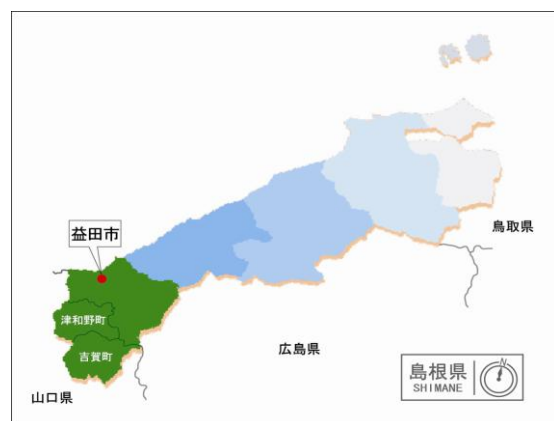 益田市
鳥取県
津和野町
吉賀町
広島県
山口県
島根県
SHIMANE
N